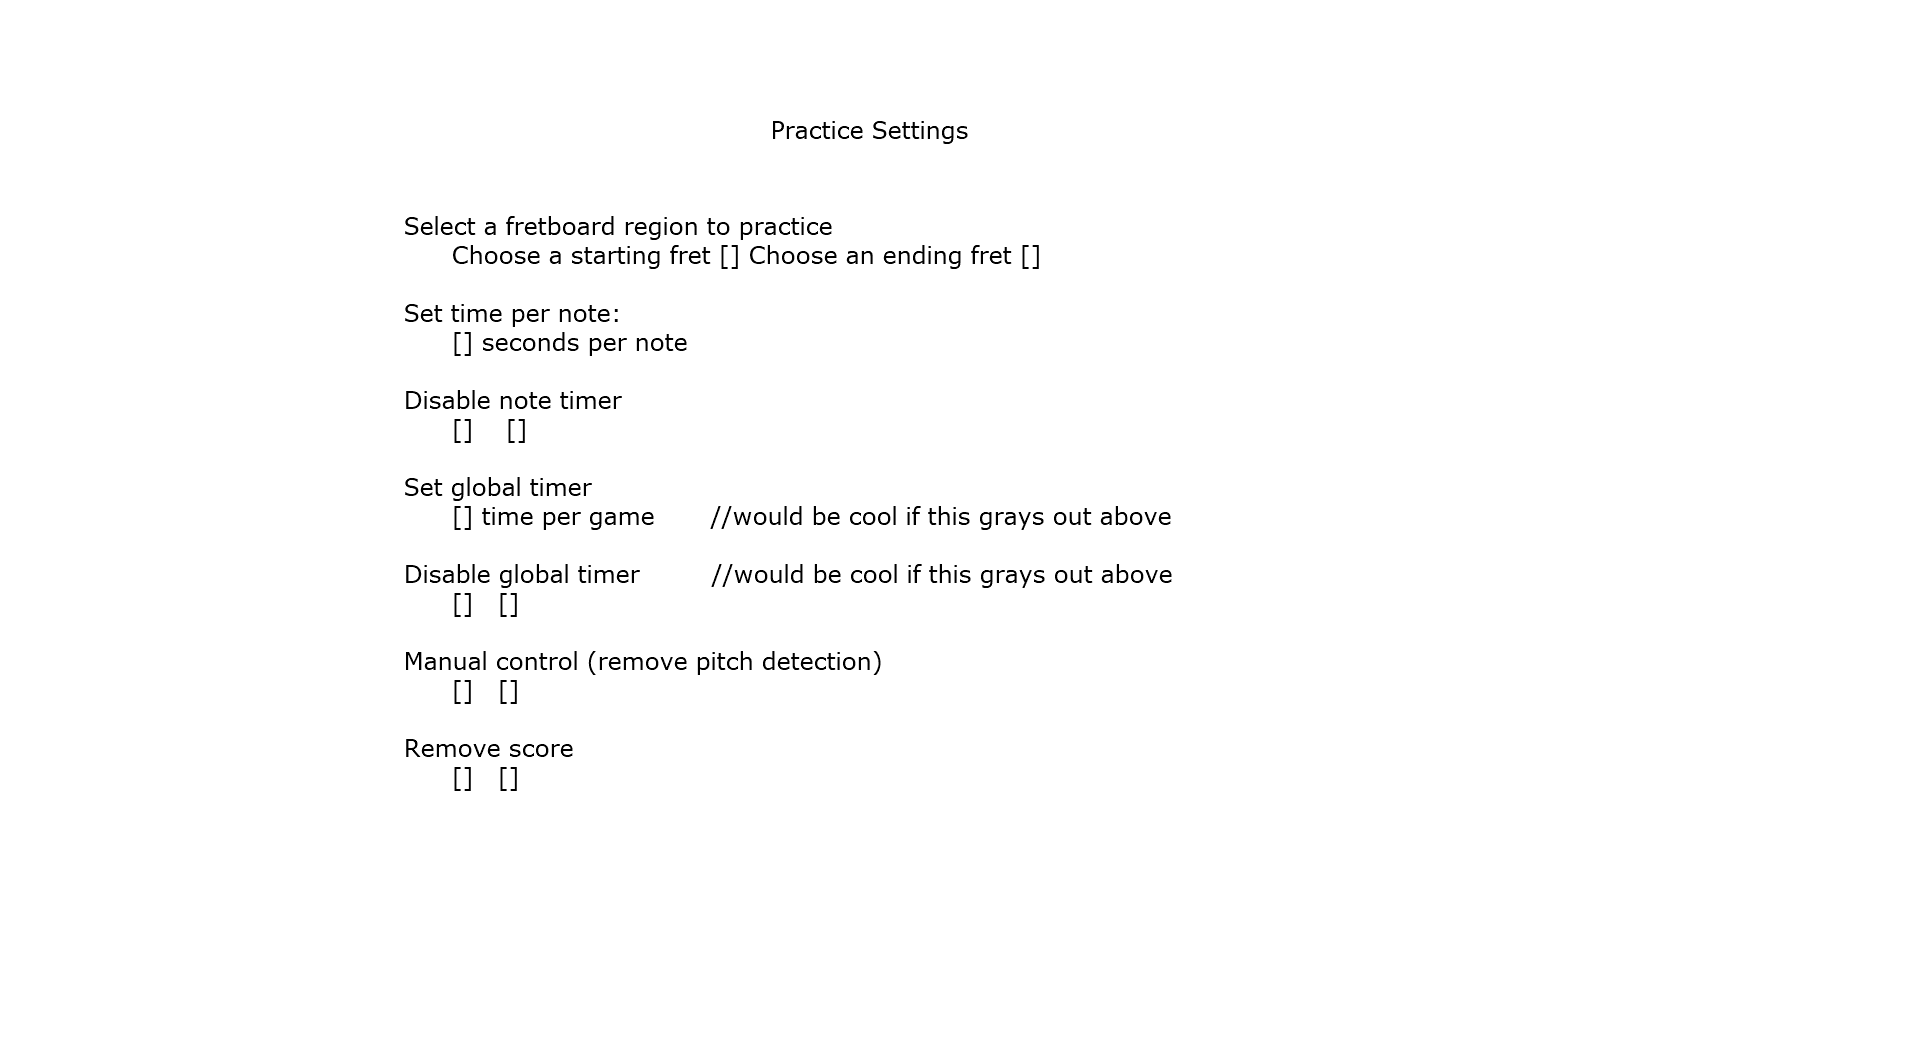 Practice Settings
Select a fretboard region to practice
Choose a starting fret [] Choose an ending fret []
Set time per note:
[] seconds per note
Disable note timer
[] []
Set global timer
[] time per game //would be cool if this grays out above
Disable global timer //would be cool if this grays out above
[] []
Manual control (remove pitch detection)
[] []
Remove score
[] []